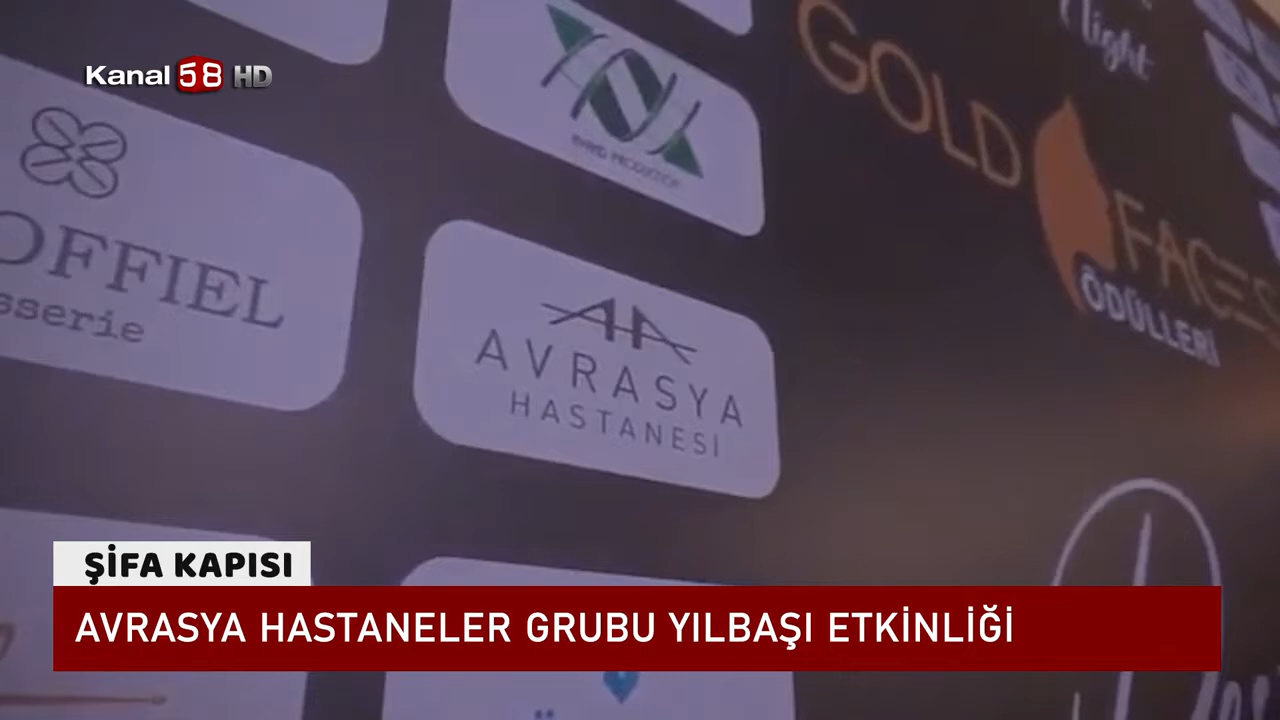 Kanal 58 HD
Night
GOLD
FACES
ÖDÜLLERİ
OFFIEL
sserie
AVRASYA
HASTANESİ
ŞİFA KAPISI
AVRASYA HASTANELER GRUBU YILBAŞI ETKİNLİĞİ